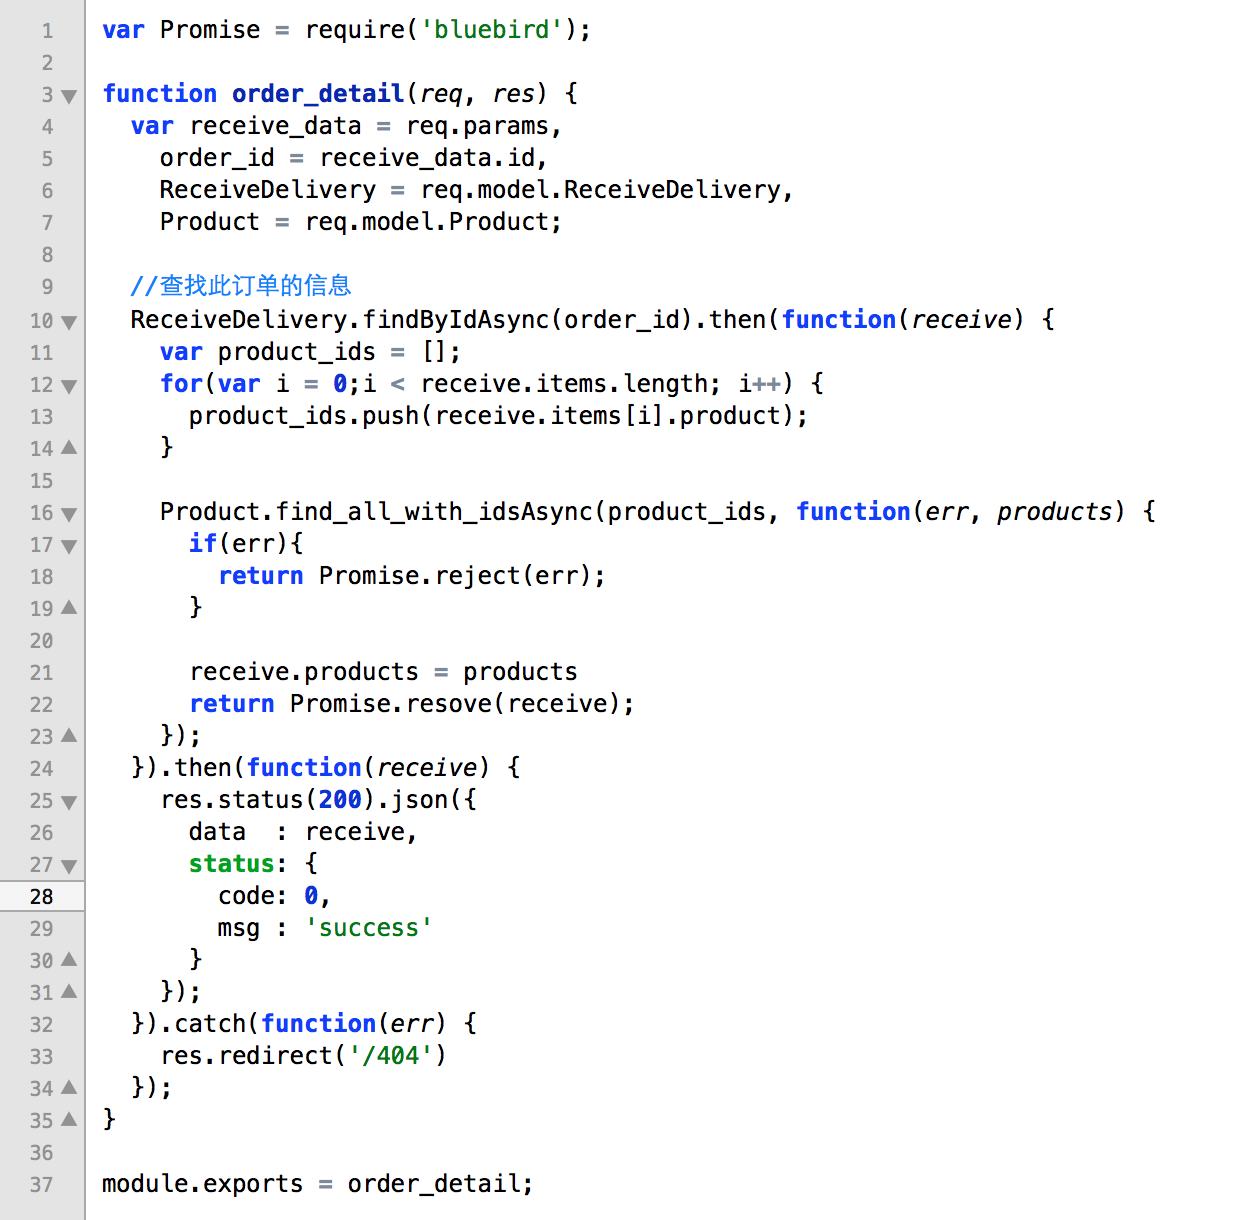 1 var Promise = require('bluebird');
2
3 function order_detail(req, res) {
4   var receive_data = req.params,
5     order_id = receive_data.id,
6     ReceiveDelivery = req.model.ReceiveDelivery,
7     Product = req.model.Product;
8
9   //查找此订单的信息
10   ReceiveDelivery.findByIdAsync(order_id).then(function(receive) {
11     var product_ids = [];
12     for(var i = 0;i < receive.items.length; i++) {
13       product_ids.push(receive.items[i].product);
14     }
15
16     Product.find_all_with_idsAsync(product_ids, function(err, products) {
17       if(err){
18         return Promise.reject(err);
19       }
20
21       receive.products = products
22       return Promise.resove(receive);
23     });
24   }).then(function(receive) {
25     res.status(200).json({
26       data  : receive,
27       status: {
28         code: 0,
29         msg : 'success'
30       }
31     });
32   }).catch(function(err) {
33     res.redirect('/404')
34   });
35 }
36
37 module.exports = order_detail;